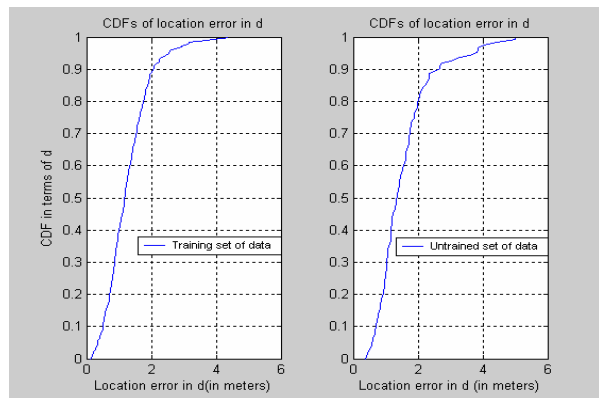 CDFs of location error in d
1
0.9
0.8
0.7
0.6
0.5
0.4
0.3
0.2
0.1
0
CDF in terms of d
Training set of data
0 2 4 6
Location error in d(in meters)
CDFs of location error in d
1
0.9
0.8
0.7
0.6
0.5
0.4
0.3
0.2
0.1
0
Untrained set of data
0 2 4 6
Location error in d (in meters)